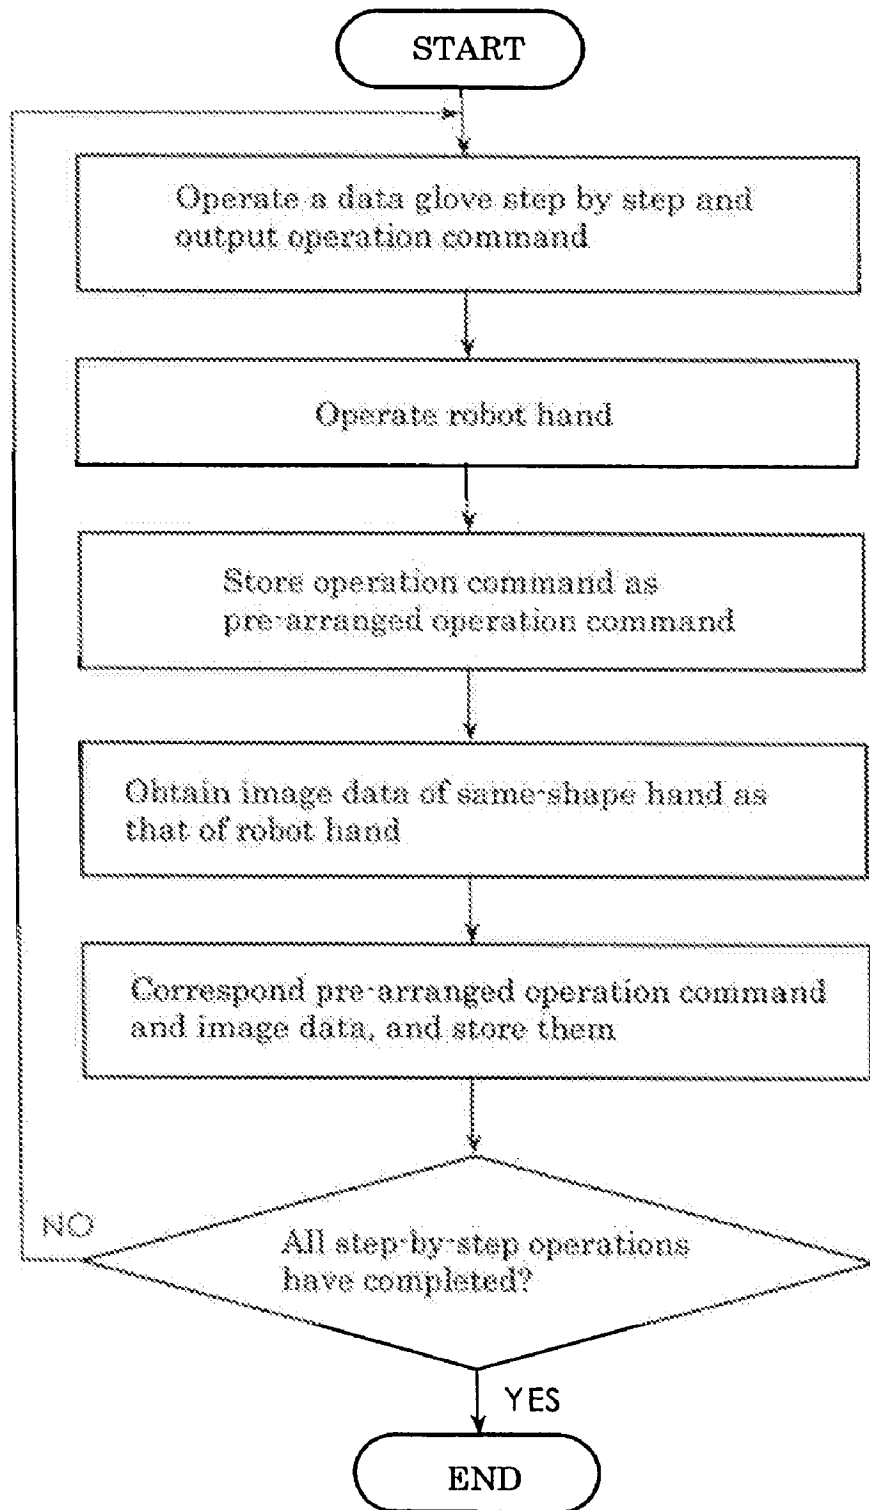 START
Operate a data glove step by step and
output operation command
Operate robot hand
Store operation command as
pre-arranged operation command
Obtain image data of same-shape hand as
that of robot hand
Correspond pre-arranged operation command
and image data, and store them
NO
All step-by-step operations
have completed?
YES
END